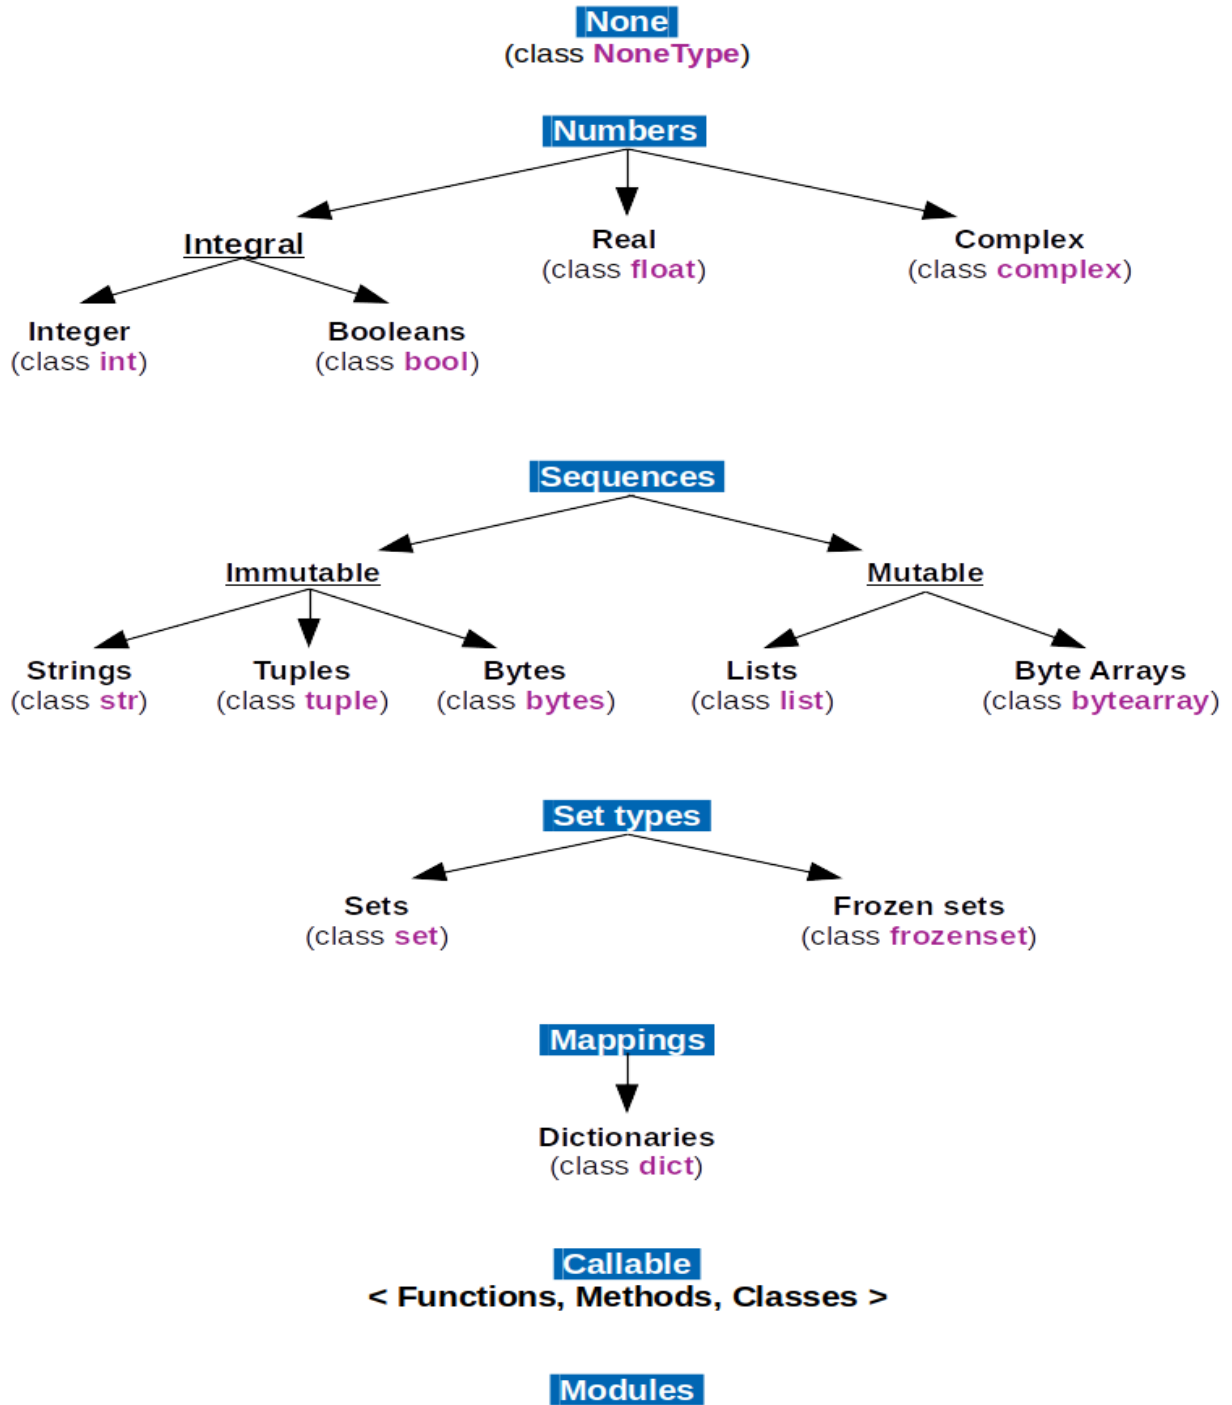 None
(class NoneType)
Numbers
Integral
Real
(class float)
Complex
(class complex)
Integer
(class int)
Booleans
(class bool)
Sequences
Immutable
Mutable
Strings
(class str)
Tuples
(class tuple)
Bytes
(class bytes)
Lists
(class list)
Byte Arrays
(class bytearray)
Set types
Sets
(class set)
Frozen sets
(class frozenset)
Mappings
Dictionaries
(class dict)
Callable
< Functions, Methods, Classes >
Modules